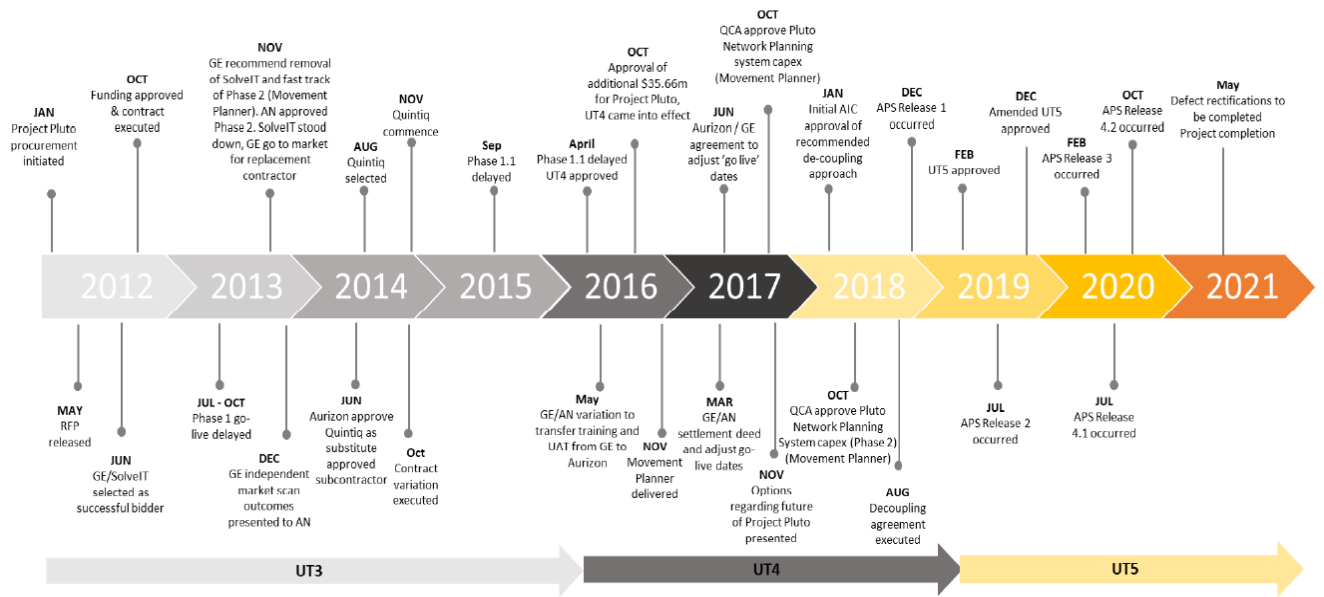 JAN
Project Pluto
procurement
initiated
OCT
Funding approved
& contract
executed
NOV
GE recommend removal
of SolveIT and fast track
of Phase 2 (Movement
Planner). AN approved
Phase 2. SolveIT stood
down, GE go to market
for replacement
contractor
AUG
Quintiq
selected
NOV
Quintiq
commence
Sep
Phase 1.1
delayed
April
Phase 1.1 delayed
UT4 approved
OCT
Approval of
additional $35.66m
for Project Pluto,
UT4 came into effect
JUN
Aurizon / GE
agreement to
adjust ‘go live’
dates
OCT
QCA approve Pluto
Network Planning
system capex
(Movement Planner)
JAN
Initial AIC
approval of
recommended
de-coupling
approach
DEC
APS Release 1
occurred
FEB
UT5 approved
DEC
Amended UT5
approved
FEB
APS Release 3
occurred
OCT
APS Release
4.2 occurred
May
Defect rectifications to
be completed
Project completion
2012
2013
2014
2015
2016
2017
2018
2019
2020
2021
MAY
RFP
released
JUN
GE/SolveIT
selected as
successful bidder
JUL - OCT
Phase 1 go-
live delayed
DEC
GE independent
market scan
outcomes
presented to AN
JUN
Aurizon approve
Quintiq as
substitute
approved
subcontractor
Oct
Contract
variation
executed
May
GE/AN variation to
transfer training and
UAT from GE to
Aurizon
NOV
Movement
Planner
delivered
MAR
GE/AN
settlement deed
and adjust go-
live dates
NOV
Options
regarding future
of Project Pluto
presented
OCT
QCA approve Pluto
Network Planning
System capex (Phase 2)
(Movement Planner)
AUG
Decoupling
agreement
executed
JUL
APS Release 2
occurred
JUL
APS Release
4.1 occurred
UT3
UT4
UT5